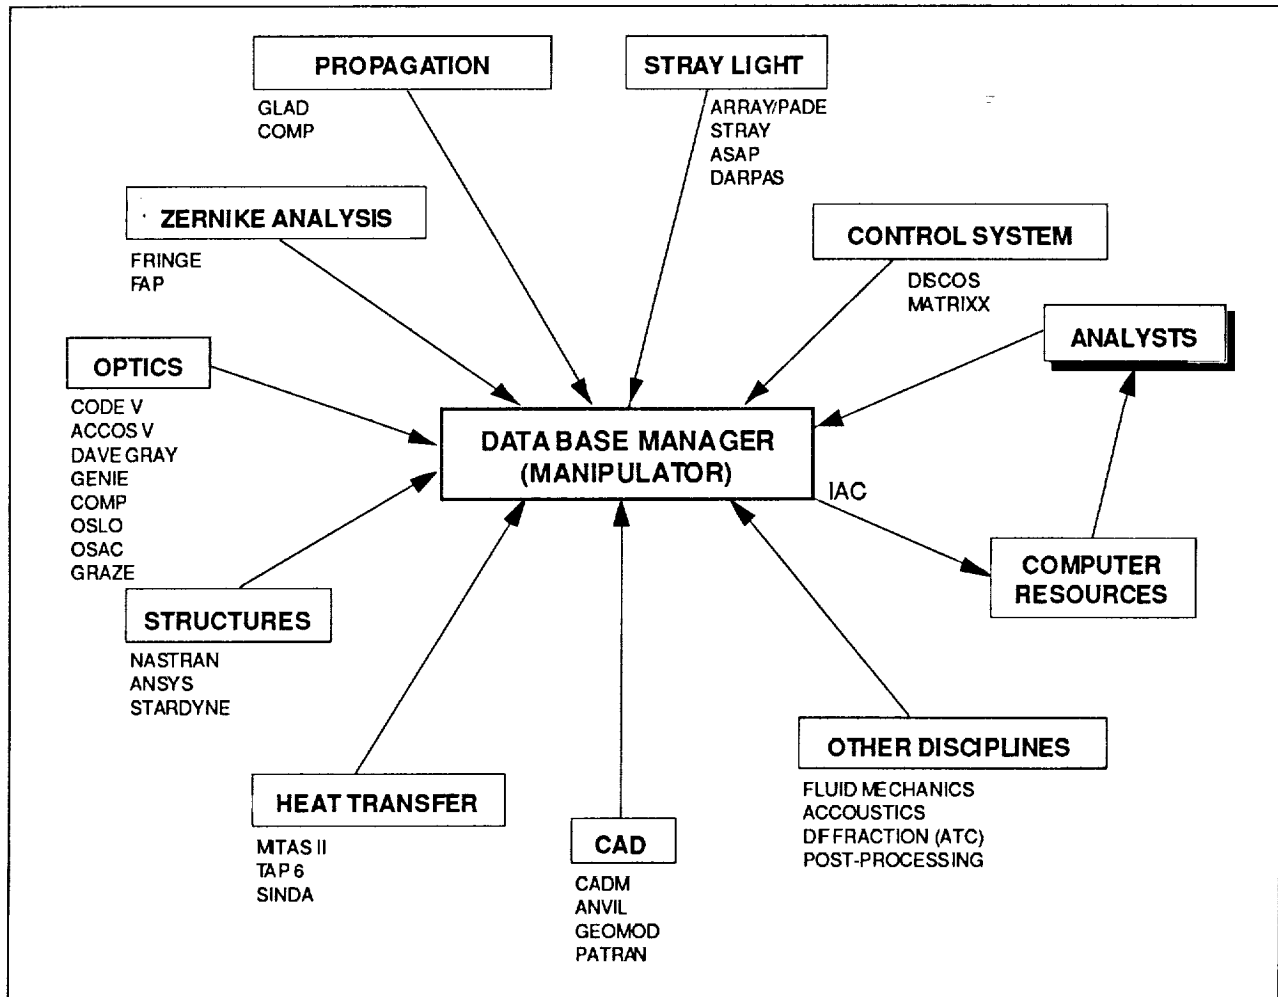 PROPAGATION
GLAD
COMP
STRAY LIGHT
ARRAY/PADE
STRAY
ASAP
DARPAS
ZERNIKE ANALYSIS
FRINGE
FAP
CONTROL SYSTEM
DISCOS
MATRIXX
ANALYSTS
OPTICS
CODE V
ACCOS V
DAVE GRAY
GENIE
COMP
OSLO
OSAC
GRAZE
DATA BASE MANAGER
(MANIPULATOR)
IAC
COMPUTER
RESOURCES
STRUCTURES
NASTRAN
ANSYS
STARDYNE
OTHER DISCIPLINES
FLUID MECHANICS
ACCOUSTICS
DIFFRACTION (ATC)
POST-PROCESSING
HEAT TRANSFER
MITAS II
TAP 6
SINDA
CAD
CADM
ANVIL
GEOMOD
PATRAN